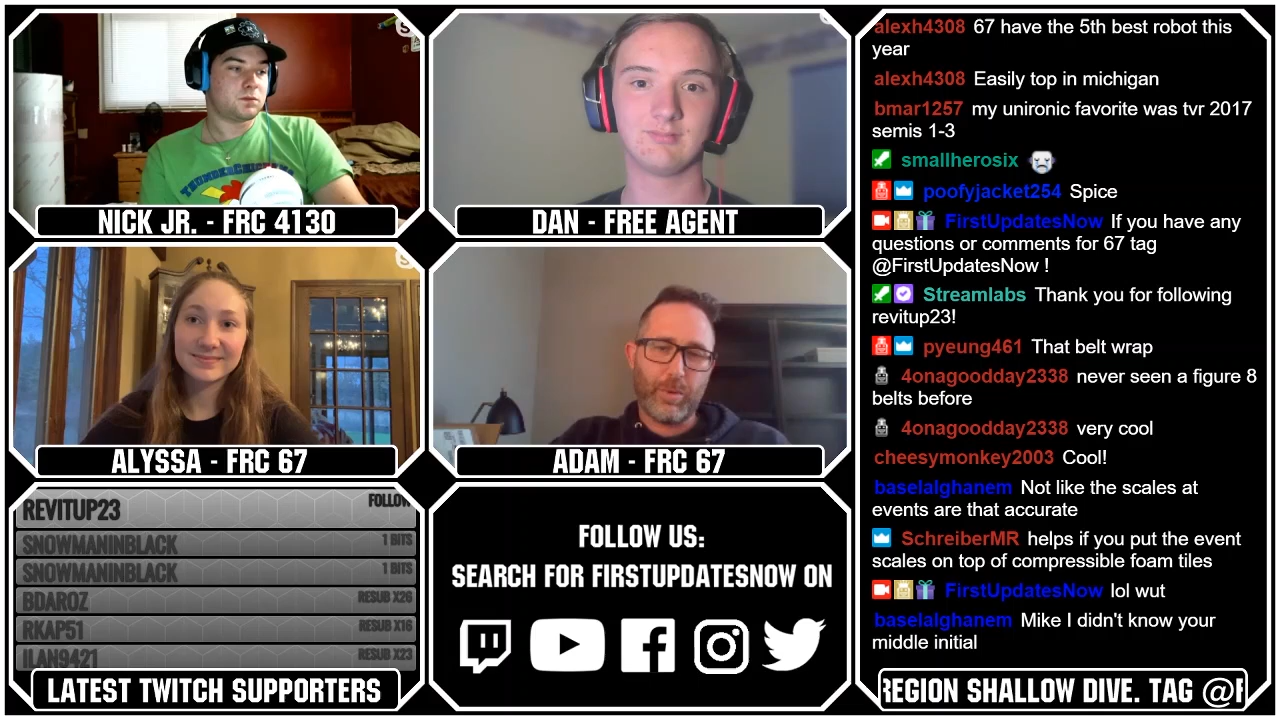 NICK JR. - FRC 4130
DAN - FREE AGENT
ALYSSA - FRC 67
ADAM - FRC 67
REVITUP23 FOLLOW
SNOWMANINBLACK 1 BITS
SNOWMANINBLACK 1 BITS
BDAROZ RESUB X26
RKAP51 RESUB X16
ILAN9421 RESUB X23
LATEST TWITCH SUPPORTERS
FOLLOW US:
SEARCH FOR FIRSTUPDATESNOW ON
alexh4308 67 have the 5th best robot this
year
alexh4308 Easily top in michigan
bmar1257 my unironic favorite was tvr 2017
semis 1-3
smallherosix
poofyjacket254 Spice
FirstUpdatesNow If you have any
questions or comments for 67 tag
@FirstUpdatesNow !
Streamlabs Thank you for following
revitup23!
pyeung461 That belt wrap
4onagoodday2338 never seen a figure 8
belts before
4onagoodday2338 very cool
cheesymonkey2003 Cool!
baselalghanem Not like the scales at
events are that accurate
SchreiberMR helps if you put the event
scales on top of compressible foam tiles
FirstUpdatesNow lol wut
baselalghanem Mike I didn't know your
middle initial
REGION SHALLOW DIVE. TAG @F